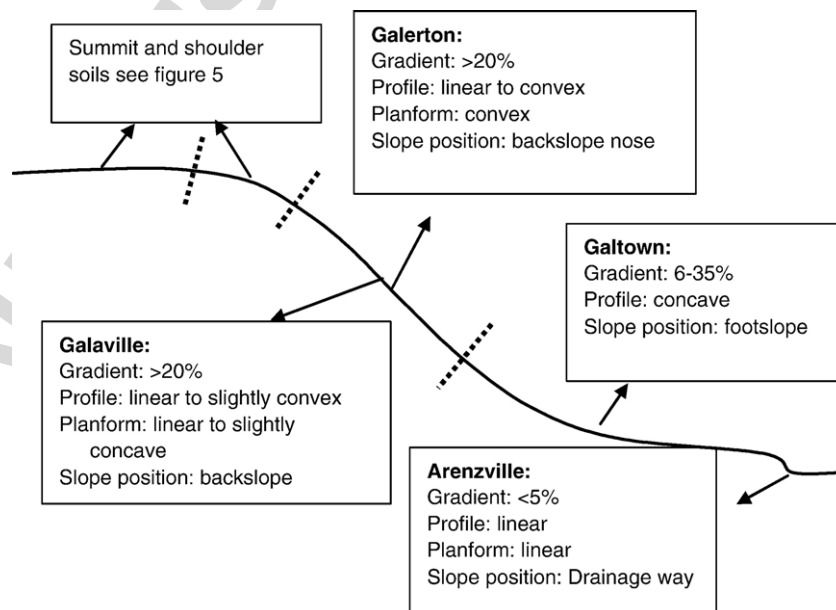 Summit and shoulder
soils see figure 5
Galerton:
Gradient: >20%
Profile: linear to convex
Planform: convex
Slope position: backslope nose
Galtown:
Gradient: 6-35%
Profile: concave
Slope position: footslope
Galaville:
Gradient: >20%
Profile: linear to slightly convex
Planform: linear to slightly
concave
Slope position: backslope
Arenzville:
Gradient: <5%
Profile: linear
Planform: linear
Slope position: Drainage way